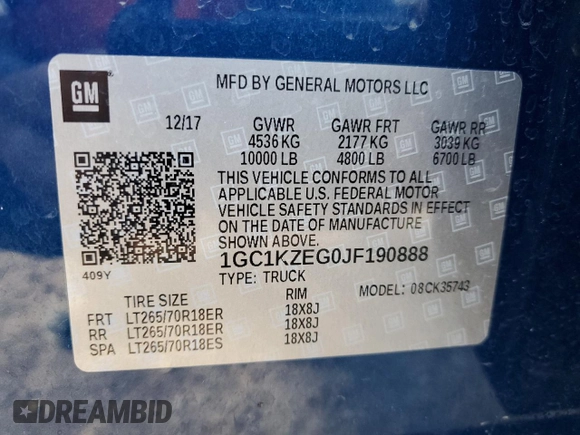 GM
MFD BY GENERAL MOTORS LLC
12/17 GVWR GAWR FRT GAWR RR
4536 KG 2177 KG 3039 KG
10000 LB 4800 LB 6700 LB
THIS VEHICLE CONFORMS TO ALL
APPLICABLE U.S. FEDERAL MOTOR
VEHICLE SAFETY STANDARDS IN EFFECT
ON THE DATE OF MANUFACTURE
SHOWN ABOVE.
409Y
1GC1KZEG0JF190888
TYPE: TRUCK
MODEL: 08CK35743
TIRE SIZE RIM
FRT LT265/70R18ER 18X8J
RR LT265/70R18ER 18X8J
SPA LT265/70R18ES 18X8J
DREAMBID